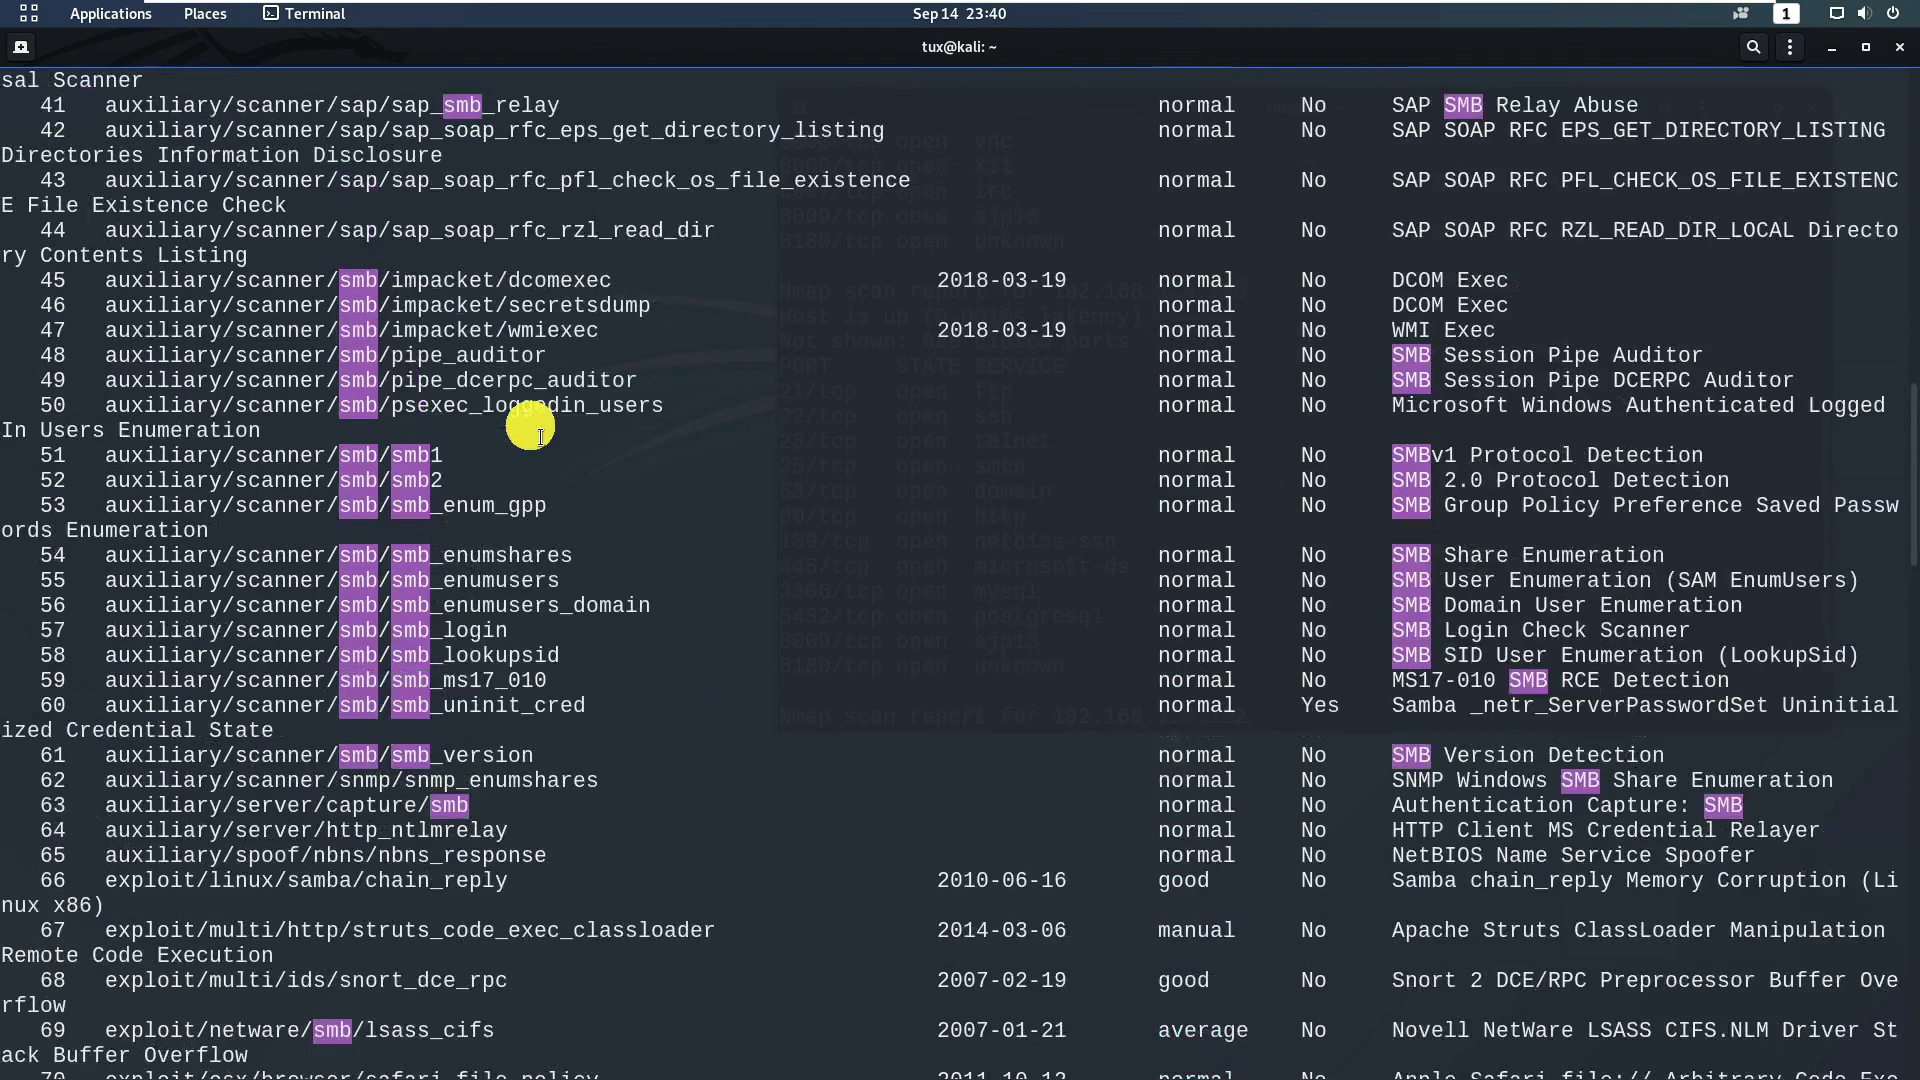 Applications Places Terminal Sep 14 23:40 1
tux@kali: ~
sal Scanner
41 auxiliary/scanner/sap/sap_smb_relay normal No SAP SMB Relay Abuse
42 auxiliary/scanner/sap/sap_soap_rfc_eps_get_directory_listing normal No SAP SOAP RFC EPS_GET_DIRECTORY_LISTING
Directories Information Disclosure
43 auxiliary/scanner/sap/sap_soap_rfc_pfl_check_os_file_existence normal No SAP SOAP RFC PFL_CHECK_OS_FILE_EXISTENC
E File Existence Check
44 auxiliary/scanner/sap/sap_soap_rfc_rzl_read_dir normal No SAP SOAP RFC RZL_READ_DIR_LOCAL Directo
ry Contents Listing
45 auxiliary/scanner/smb/impacket/dcomexec 2018-03-19 normal No DCOM Exec
46 auxiliary/scanner/smb/impacket/secretsdump normal No DCOM Exec
47 auxiliary/scanner/smb/impacket/wmiexec 2018-03-19 normal No WMI Exec
48 auxiliary/scanner/smb/pipe_auditor normal No SMB Session Pipe Auditor
49 auxiliary/scanner/smb/pipe_dcerpc_auditor normal No SMB Session Pipe DCERPC Auditor
50 auxiliary/scanner/smb/psexec_loggedin_users normal No Microsoft Windows Authenticated Logged
In Users Enumeration
51 auxiliary/scanner/smb/smb1 normal No SMBv1 Protocol Detection
52 auxiliary/scanner/smb/smb2 normal No SMB 2.0 Protocol Detection
53 auxiliary/scanner/smb/smb_enum_gpp normal No SMB Group Policy Preference Saved Passw
ords Enumeration
54 auxiliary/scanner/smb/smb_enumshares normal No SMB Share Enumeration
55 auxiliary/scanner/smb/smb_enumusers normal No SMB User Enumeration (SAM EnumUsers)
56 auxiliary/scanner/smb/smb_enumusers_domain normal No SMB Domain User Enumeration
57 auxiliary/scanner/smb/smb_login normal No SMB Login Check Scanner
58 auxiliary/scanner/smb/smb_lookupsid normal No SMB SID User Enumeration (LookupSid)
59 auxiliary/scanner/smb/smb_ms17_010 normal No MS17-010 SMB RCE Detection
60 auxiliary/scanner/smb/smb_uninit_cred normal Yes Samba _netr_ServerPasswordSet Uninitial
ized Credential State
61 auxiliary/scanner/smb/smb_version normal No SMB Version Detection
62 auxiliary/scanner/snmp/snmp_enumshares normal No SNMP Windows SMB Share Enumeration
63 auxiliary/server/capture/smb normal No Authentication Capture: SMB
64 auxiliary/server/http_ntlmrelay normal No HTTP Client MS Credential Relayer
65 auxiliary/spoof/nbns/nbns_response normal No NetBIOS Name Service Spoofer
66 exploit/linux/samba/chain_reply 2010-06-16 good No Samba chain_reply Memory Corruption (Li
nux x86)
67 exploit/multi/http/struts_code_exec_classloader 2014-03-06 manual No Apache Struts ClassLoader Manipulation
Remote Code Execution
68 exploit/multi/ids/snort_dce_rpc 2007-02-19 good No Snort 2 DCE/RPC Preprocessor Buffer Ove
rflow
69 exploit/netware/smb/lsass_cifs 2007-01-21 average No Novell NetWare LSASS CIFS.NLM Driver St
ack Buffer Overflow
70 exploit/osx/browser/safari_file_policy 2011-10-12 normal No Apple Safari file:// Arbitrary Code Exe